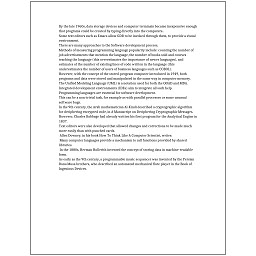 By the late 1960s, data storage devices and computer terminals became inexpensive enough
that programs could be created by typing directly into the computers.
Some text editors such as Emacs allow GDB to be invoked through them, to provide a visual
environment.
There are many approaches to the Software development process.
Methods of measuring programming language popularity include: counting the number of
job advertisements that mention the language, the number of books sold and courses
teaching the language (this overestimates the importance of newer languages), and
estimates of the number of existing lines of code written in the language (this
underestimates the number of users of business languages such as COBOL).
However, with the concept of the stored-program computer introduced in 1949, both
programs and data were stored and manipulated in the same way in computer memory.
The Unified Modeling Language (UML) is a notation used for both the OOAD and MDA.
Integrated development environments (IDEs) aim to integrate all such help.
Programming languages are essential for software development.
This can be a non-trivial task, for example as with parallel processes or some unusual
software bugs.
In the 9th century, the Arab mathematician Al-Kindi described a cryptographic algorithm
for deciphering encrypted code, in A Manuscript on Deciphering Cryptographic Messages.
However, Charles Babbage had already written his first program for the Analytical Engine in
1837.
Text editors were also developed that allowed changes and corrections to be made much
more easily than with punched cards.
Allen Downey, in his book How To Think Like A Computer Scientist, writes:
Many computer languages provide a mechanism to call functions provided by shared
libraries.
In the 1880s, Herman Hollerith invented the concept of storing data in machine-readable
form.
As early as the 9th century, a programmable music sequencer was invented by the Persian
Banu Musa brothers, who described an automated mechanical flute player in the Book of
Ingenious Devices.